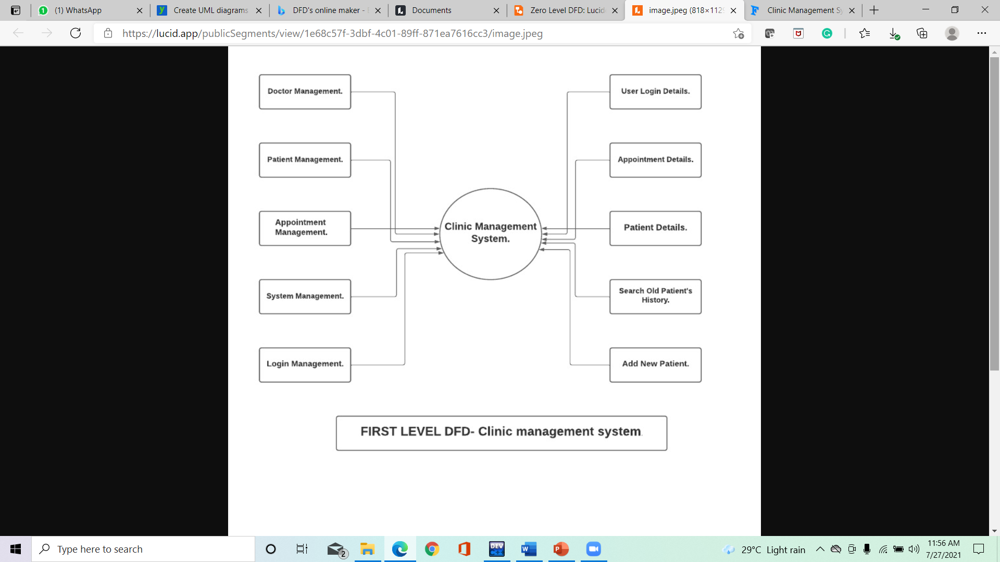 (1) WhatsApp
Create UML diagrams
DFD's online maker -
Documents
Zero Level DFD: Lucid
image.jpeg (818×1129
Clinic Management Sy
https://lucid.app/publicSegments/view/1e68c57f-3dbf-4c01-89ff-871ea7616cc3/image.jpeg
Doctor Management.
User Login Details.
Patient Management.
Appointment Details.
Appointment
Management.
Clinic Management
System.
Patient Details.
System Management.
Search Old Patient's
History.
Login Management.
Add New Patient.
FIRST LEVEL DFD- Clinic management system.
Type here to search
2
DEV
C++
29°C Light rain
11:56 AM
7/27/2021